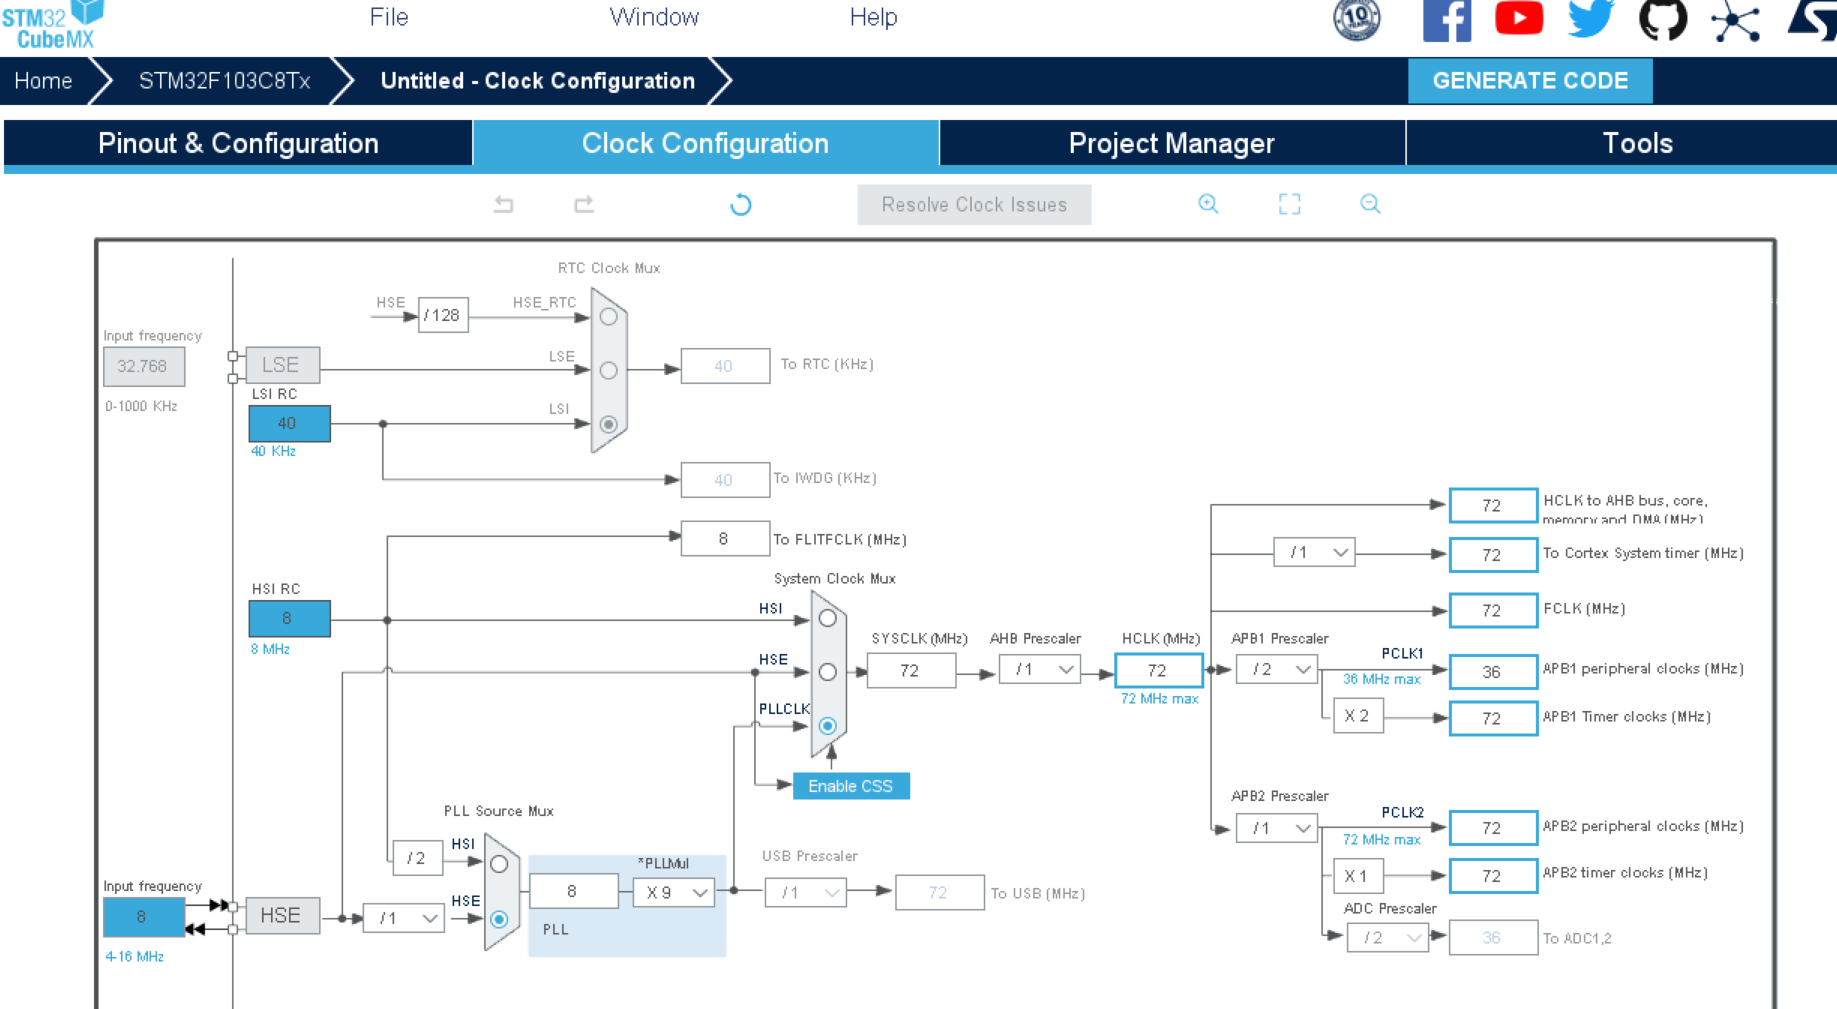 STM32
CubeMX
File
Window
Help
10
YEARS
Home
STM32F103C8Tx
Untitled - Clock Configuration
GENERATE CODE
Pinout & Configuration
Clock Configuration
Project Manager
Tools
Resolve Clock Issues
RTC Clock Mux
HSE
/ 128
HSE_RTC
Input frequency
32.768
0-1000 KHz
LSE
LSE
40
To RTC (KHz)
LSI RC
40
40 KHz
LSI
40
To IWDG (KHz)
8
To FLITFCLK (MHz)
HSI RC
8
8 MHz
System Clock Mux
HSI
HSE
PLLCLK
SYSCLK (MHz)
72
AHB Prescaler
/ 1
HCLK (MHz)
72
72 MHz max
Enable CSS
72
HCLK to AHB bus, core,
memory and DMA (MHz)
/ 1
72
To Cortex System timer (MHz)
72
FCLK (MHz)
APB1 Prescaler
/ 2
PCLK1
36 MHz max
36
APB1 peripheral clocks (MHz)
X 2
72
APB1 Timer clocks (MHz)
APB2 Prescaler
/ 1
PCLK2
72 MHz max
72
APB2 peripheral clocks (MHz)
X 1
72
APB2 timer clocks (MHz)
ADC Prescaler
/ 2
36
To ADC1,2
PLL Source Mux
/ 2
HSI
Input frequency
8
4-16 MHz
HSE
/ 1
HSE
8
*PLLMul
X 9
PLL
USB Prescaler
/ 1
72
To USB (MHz)